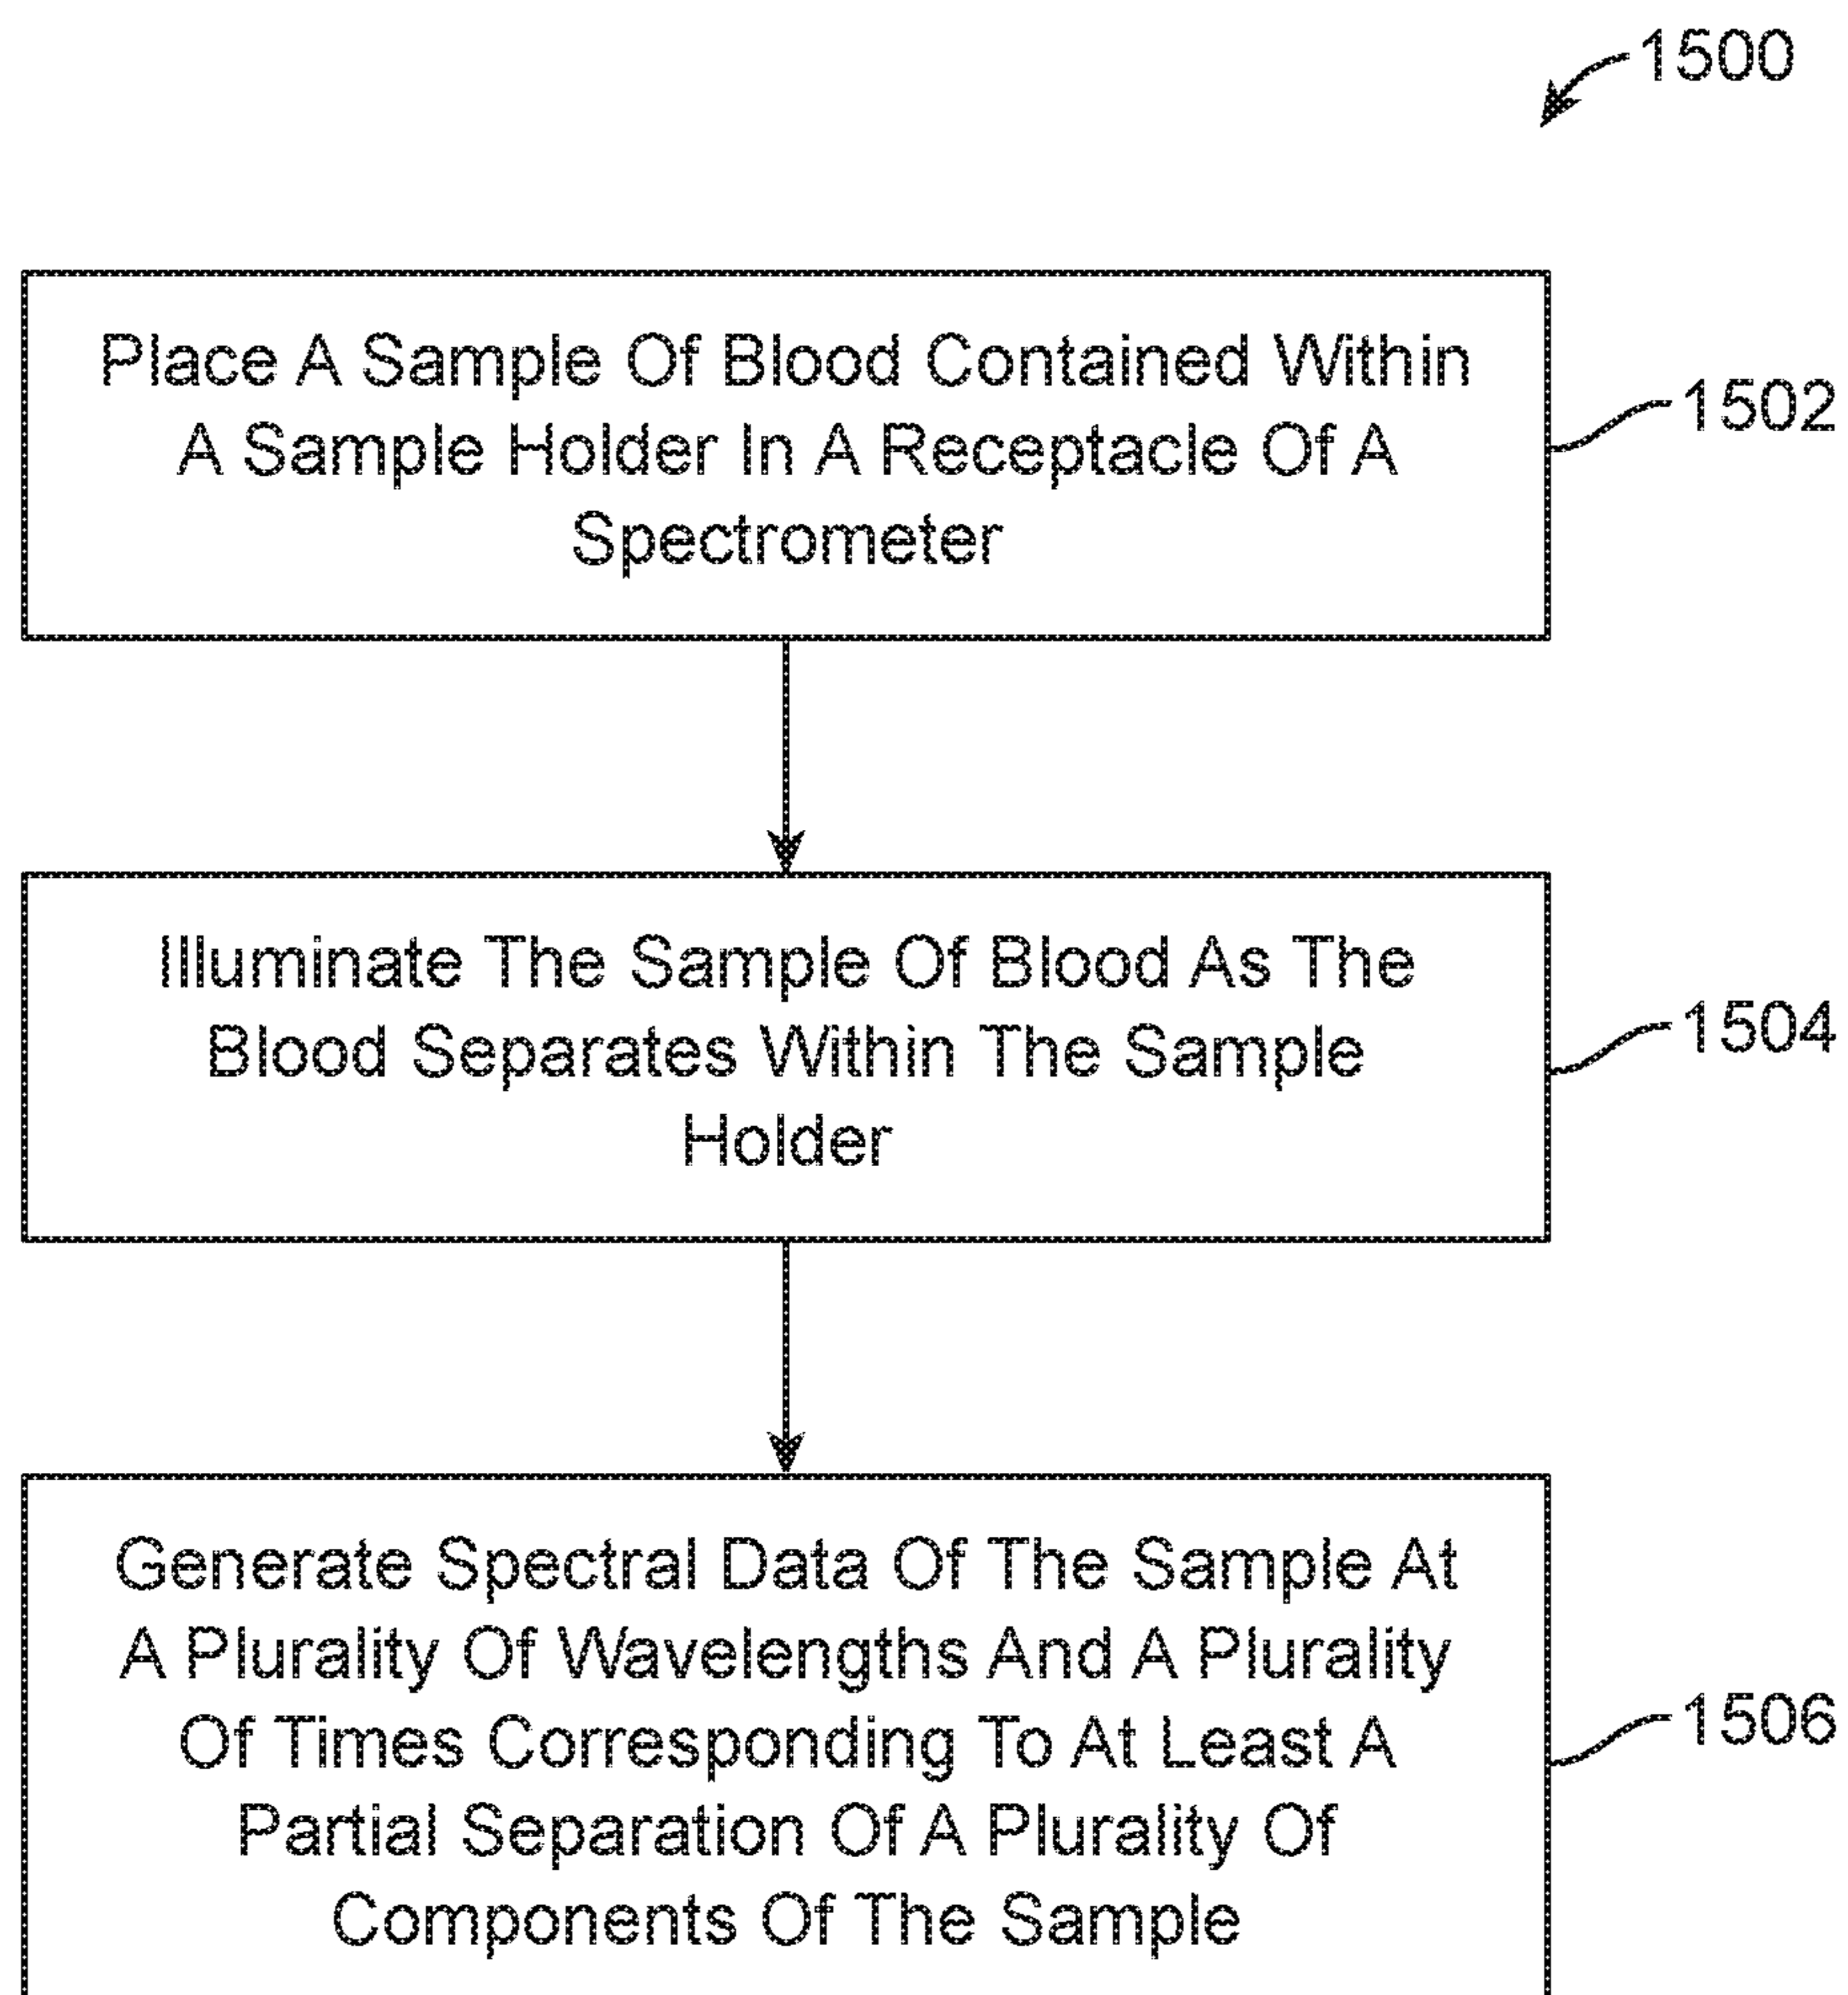 1500
Place A Sample Of Blood Contained Within
A Sample Holder In A Receptacle Of A
Spectrometer
1502
Illuminate The Sample Of Blood As The
Blood Separates Within The Sample
Holder
1504
Generate Spectral Data Of The Sample At
A Plurality Of Wavelengths And A Plurality
Of Times Corresponding To At Least A
Partial Separation Of A Plurality Of
Components Of The Sample
1506